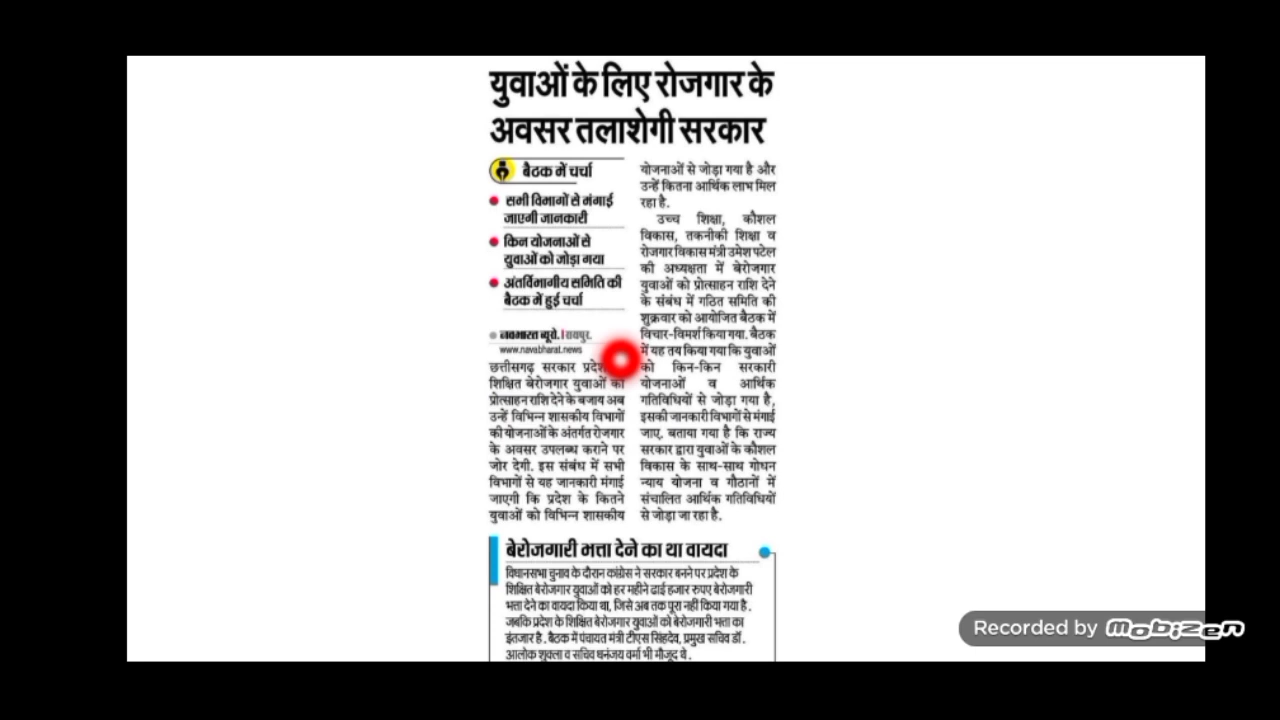 युवाओं के लिए रोजगार के
अवसर तलाशेगी सरकार
बैठक में चर्चा
सभी विभागों से मंगाई
जाएगी जानकारी
किन योजनाओं से
युवाओं को जोड़ा गया
अंतर्विभागीय समिति की
बैठक में हुई चर्चा
नवभारत ब्यूरो. | रायपुर.
www.navabharat.news
छत्तीसगढ़ सरकार प्रदेश
शिक्षित बेरोजगार युवाओं को
प्रोत्साहन राशि देने के बजाय अब
उन्हें विभिन्न शासकीय विभागों
की योजनाओं के अंतर्गत रोजगार
के अवसर उपलब्ध कराने पर
जोर देगी. इस संबंध में सभी
विभागों से यह जानकारी मंगाई
जाएगी कि प्रदेश के कितने
युवाओं को विभिन्न शासकीय
योजनाओं से जोड़ा गया है और
उन्हें कितना आर्थिक लाभ मिल
रहा है.
उच्च शिक्षा, कौशल
विकास, तकनीकी शिक्षा व
रोजगार विकास मंत्री उमेश पटेल
की अध्यक्षता में बेरोजगार
युवाओं को प्रोत्साहन राशि देने
के संबंध में गठित समिति की
शुक्रवार को आयोजित बैठक में
विचार-विमर्श किया गया. बैठक
में यह तय किया गया कि युवाओं
को किन-किन सरकारी
योजनाओं व आर्थिक
गतिविधियों से जोड़ा गया है,
इसकी जानकारी विभागों से मंगाई
जाए. बताया गया है कि राज्य
सरकार द्वारा युवाओं के कौशल
विकास के साथ-साथ गोधन
न्याय योजना व गौठानों में
संचालित आर्थिक गतिविधियों
से जोड़ा जा रहा है.
बेरोजगारी भत्ता देने का था वायदा
विधानसभा चुनाव के दौरान कांग्रेस ने सरकार बनने पर प्रदेश के
शिक्षित बेरोजगार युवाओं को हर महीने ढाई हजार रुपए बेरोजगारी
भत्ता देने का वायदा किया था, जिसे अब तक पूरा नहीं किया गया है.
जबकि प्रदेश के शिक्षित बेरोजगार युवाओं को बेरोजगारी भत्ता का
इंतजार है. बैठक में पंचायत मंत्री टीएस सिंहदेव, प्रमुख सचिव डॉ.
आलोक शुक्ला व सचिव धनंजय वर्मा भी मौजूद थे.
Recorded by mobizen